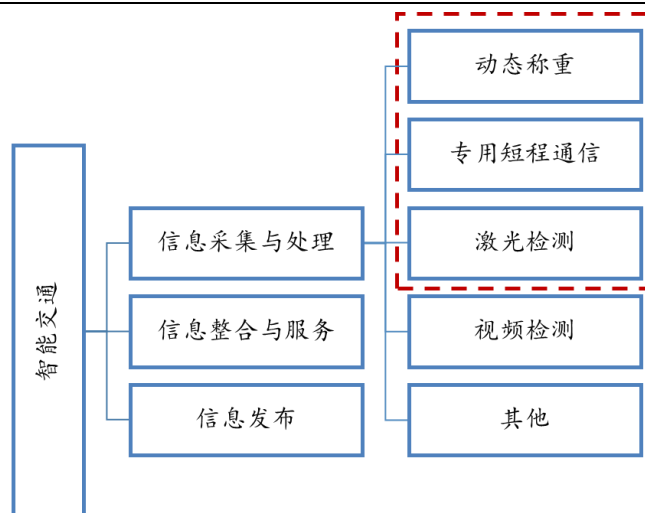 智能交通
信息采集与处理
信息整合与服务
信息发布
动态称重
专用短程通信
激光检测
视频检测
其他